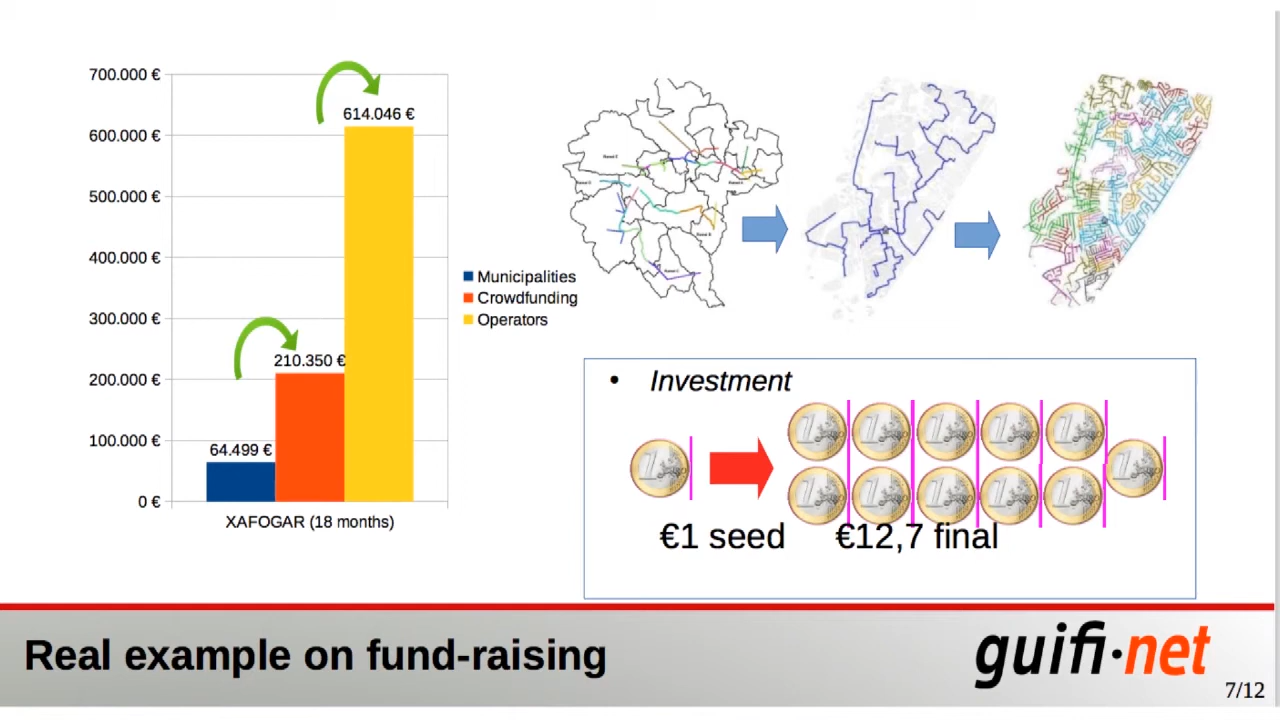 700.000 €
600.000 €
500.000 €
400.000 €
300.000 €
200.000 €
100.000 €
0 €
614.046 €
210.350 €
64.499 €
XAFOGAR (18 months)
Municipalities
Crowdfunding
Operators
• Investment
€1 seed
€12,7 final
Real example on fund-raising
guifi·net
7/12